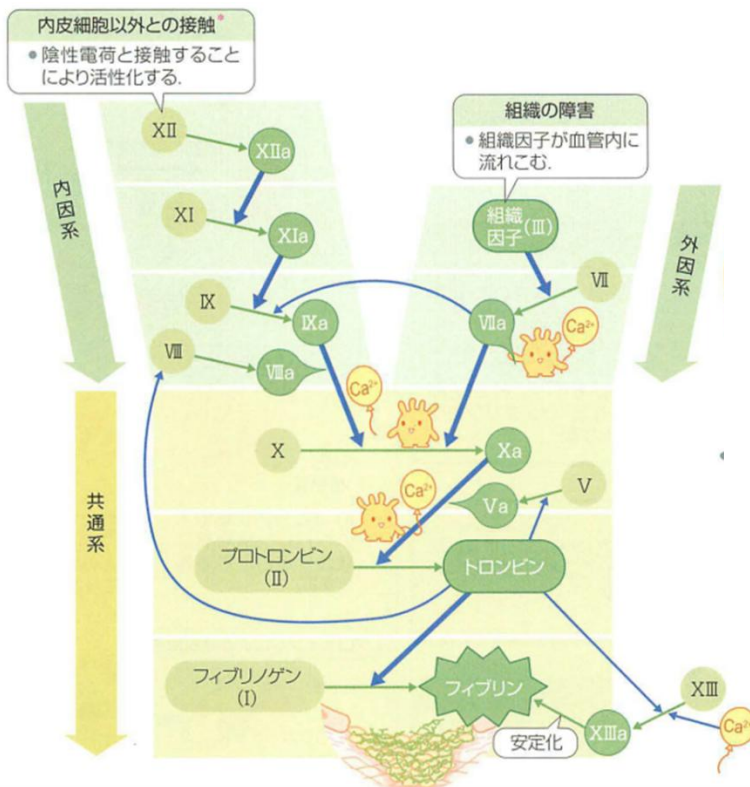 内皮細胞以外との接触*
•陰性電荷と接触すること
により活性化する.
組織の障害
•組織因子が血管内に
流れこむ.
内因系
外因系
共通系
XII
XIIa
XI
XIa
組織
因子(III)
IX
IXa
VIIa
VII
Ca²⁺
VIII
VIIIa
Ca²⁺
X
Xa
Ca²⁺
Va
V
プロトロンビン
(II)
トロンビン
フィブリノゲン
(I)
フィブリン
安定化
XIIIa
XIII
Ca²⁺